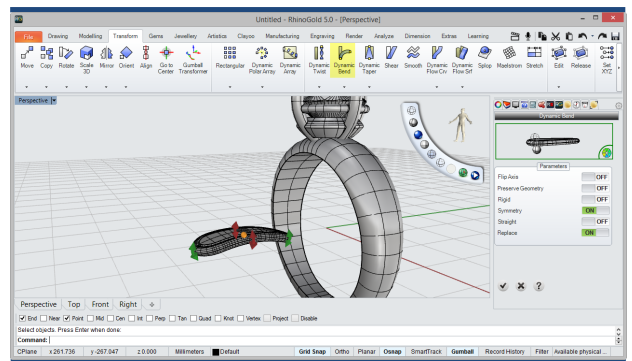 Untitled - RhinoGold 5.0 - [Perspective]
File Drawing Modelling Transform Gems Jewellery Artistics Clayoo Manufacturing Engraving Render Analyze Dimension Extras Learning
Move Copy Rotate Scale 3D Mirror Orient Align Go to Center Gumball Transformer Rectangular Dynamic Polar Array Dynamic Array Dynamic Twist Dynamic Bend Dynamic Taper Shear Smooth Dynamic Flow Crv Dynamic Flow Srf Splop Maelstrom Stretch Edit Release Set XYZ
Perspective
Dynamic Bend
Parameters
Flip Axis OFF
Preserve Geometry OFF
Rigid OFF
Symmetry ON
Straight OFF
Replace ON
Perspective Top Front Right
End Near Point Mid Cen Int Perp Tan Quad Knot Vertex Project Disable
Select objects. Press Enter when done:
Command:
CPlane x 261.736 y -267.047 z 0.000 Millimeters Default Grid Snap Ortho Planar Osnap SmartTrack Gumball Record History Filter Available physical ...